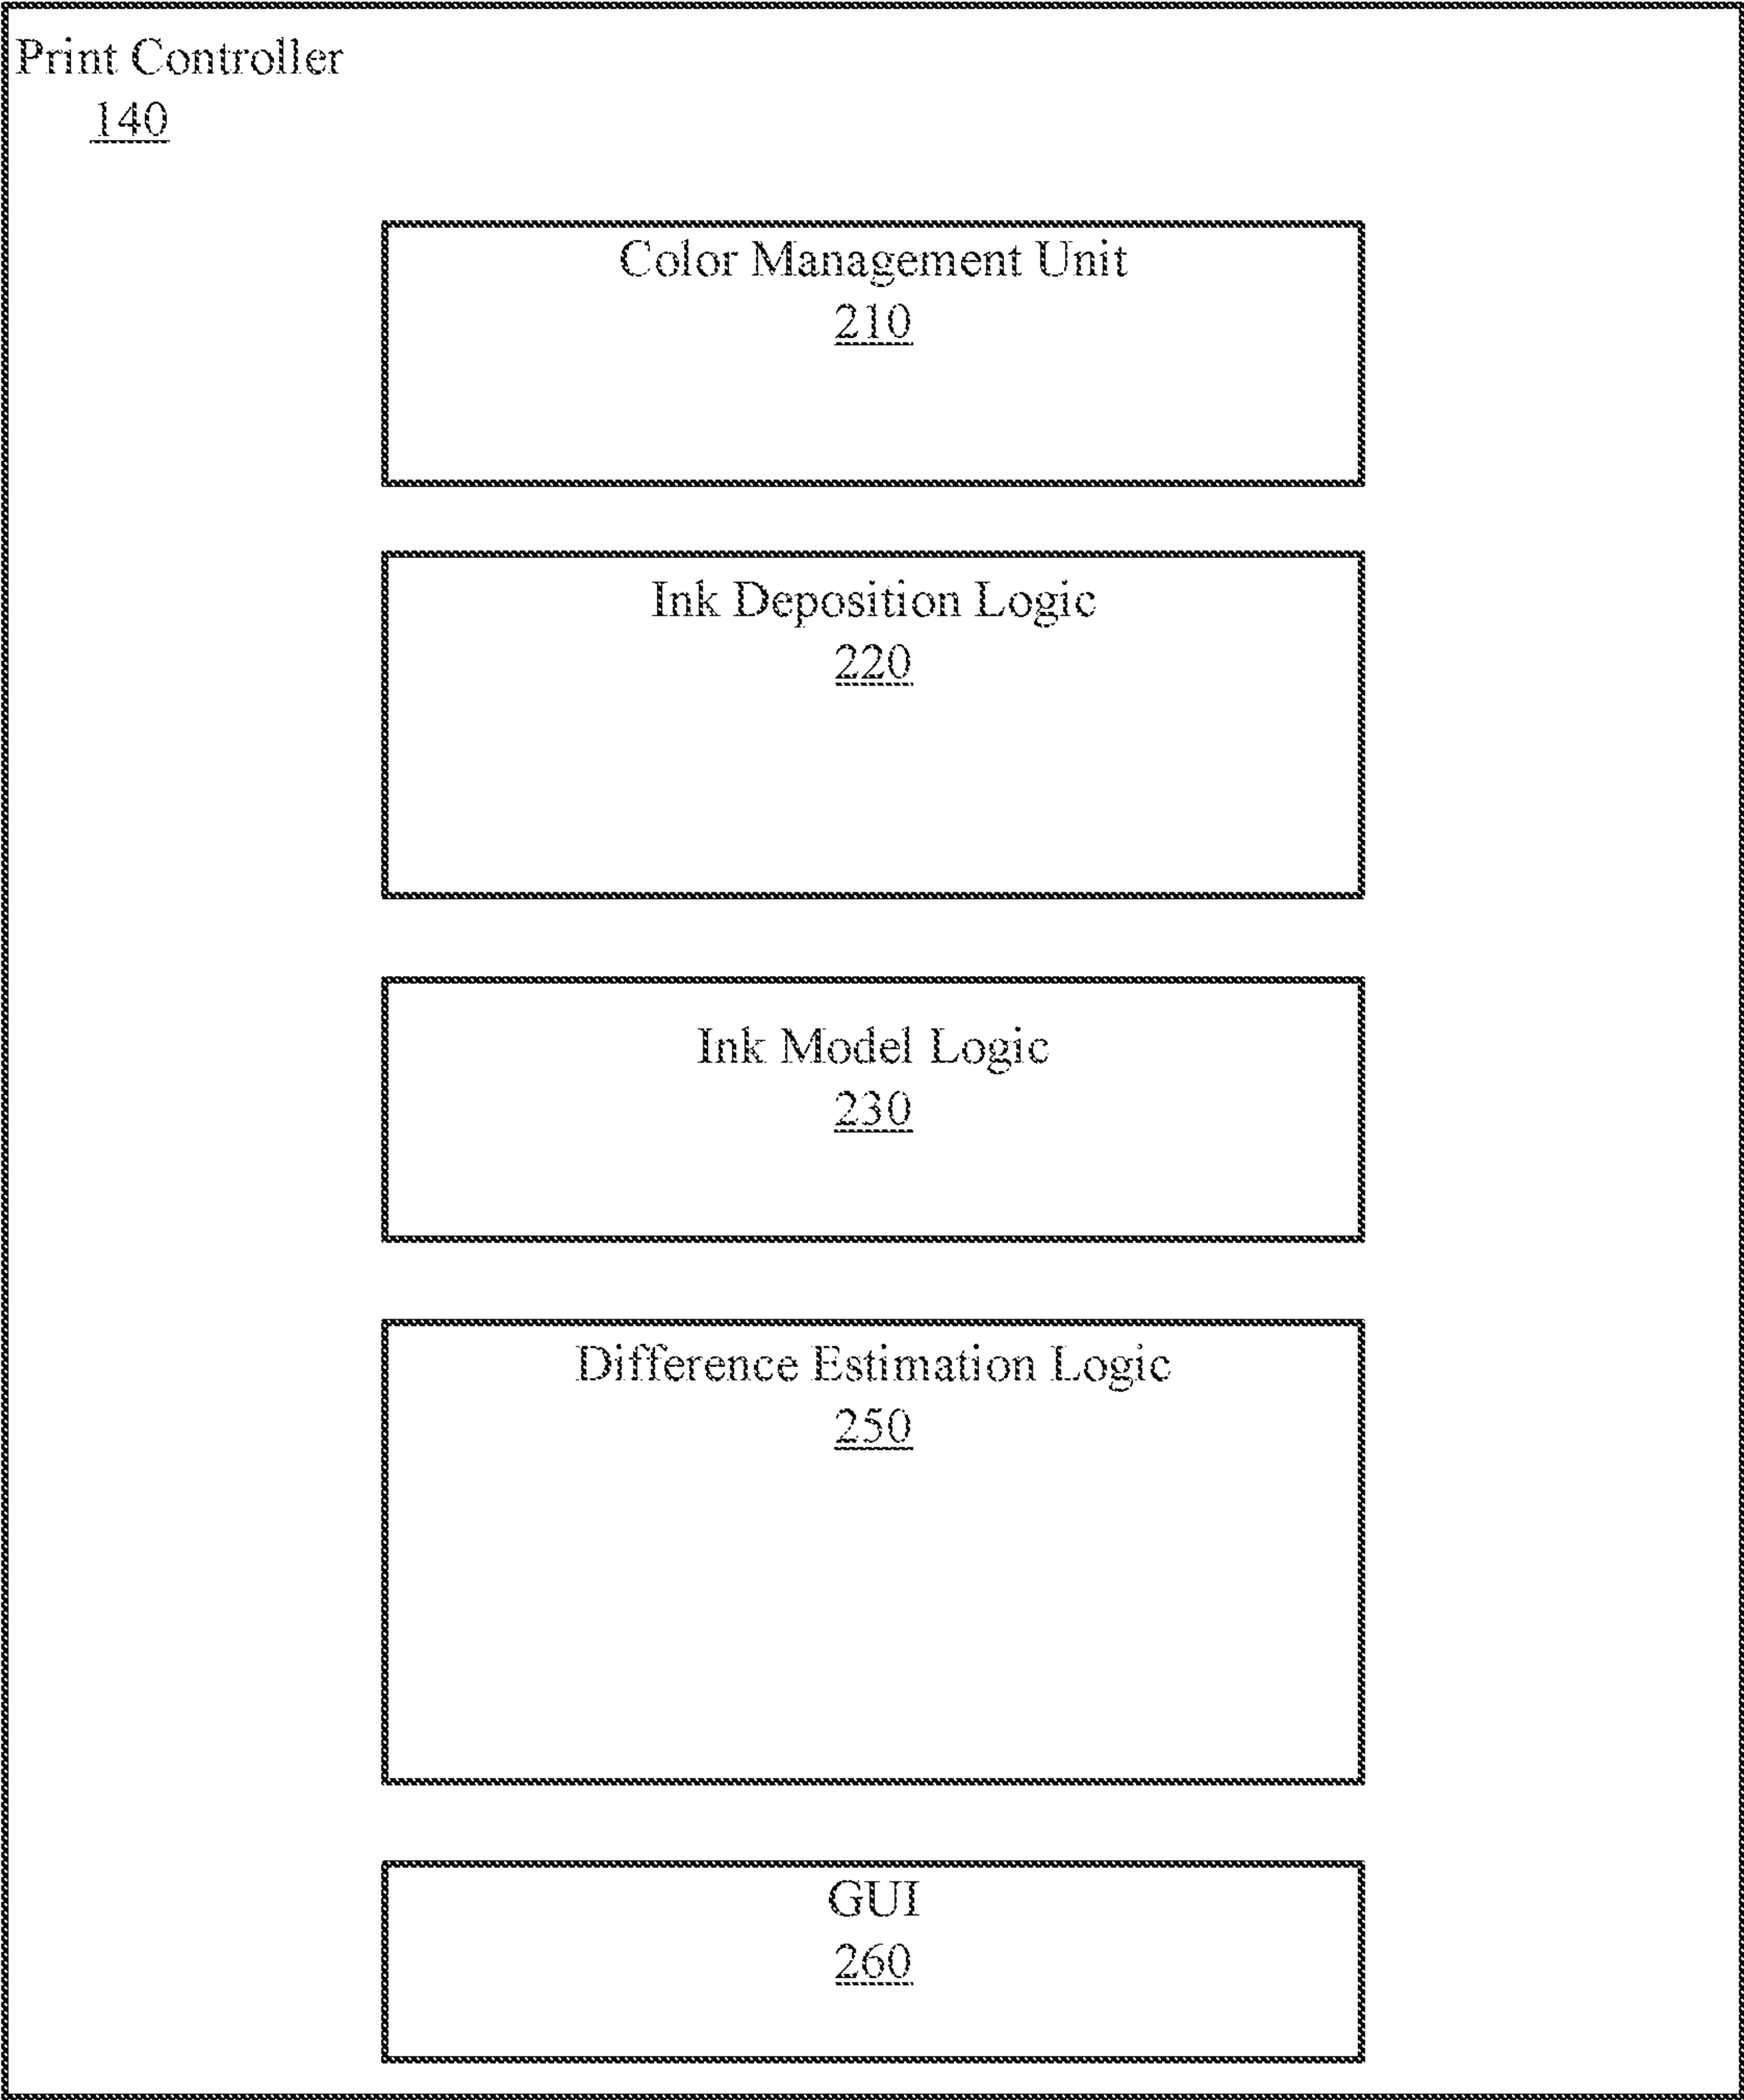 Print Controller
140
Color Management Unit
210
Ink Deposition Logic
220
Ink Model Logic
230
Difference Estimation Logic
250
GUI
260